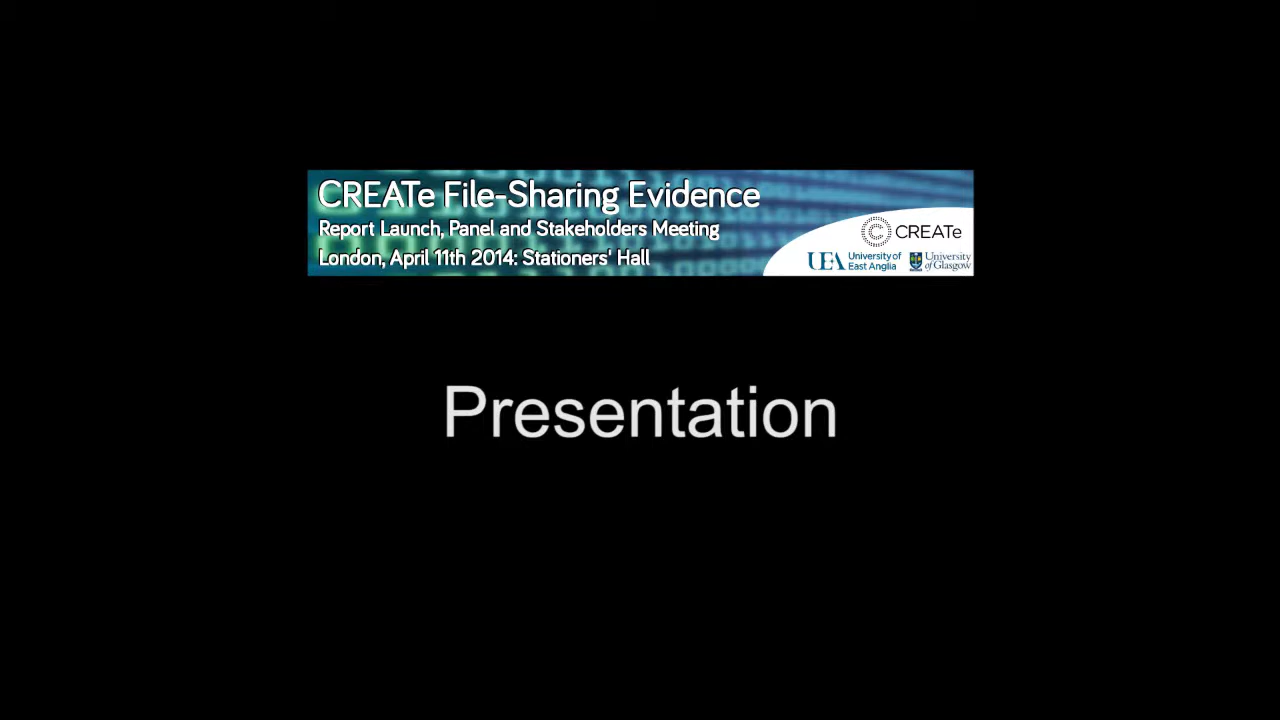 CREATe File-Sharing Evidence
Report Launch, Panel and Stakeholders Meeting
London, April 11th 2014: Stationers' Hall
CREATe
UEA University of East Anglia
University of Glasgow
Presentation